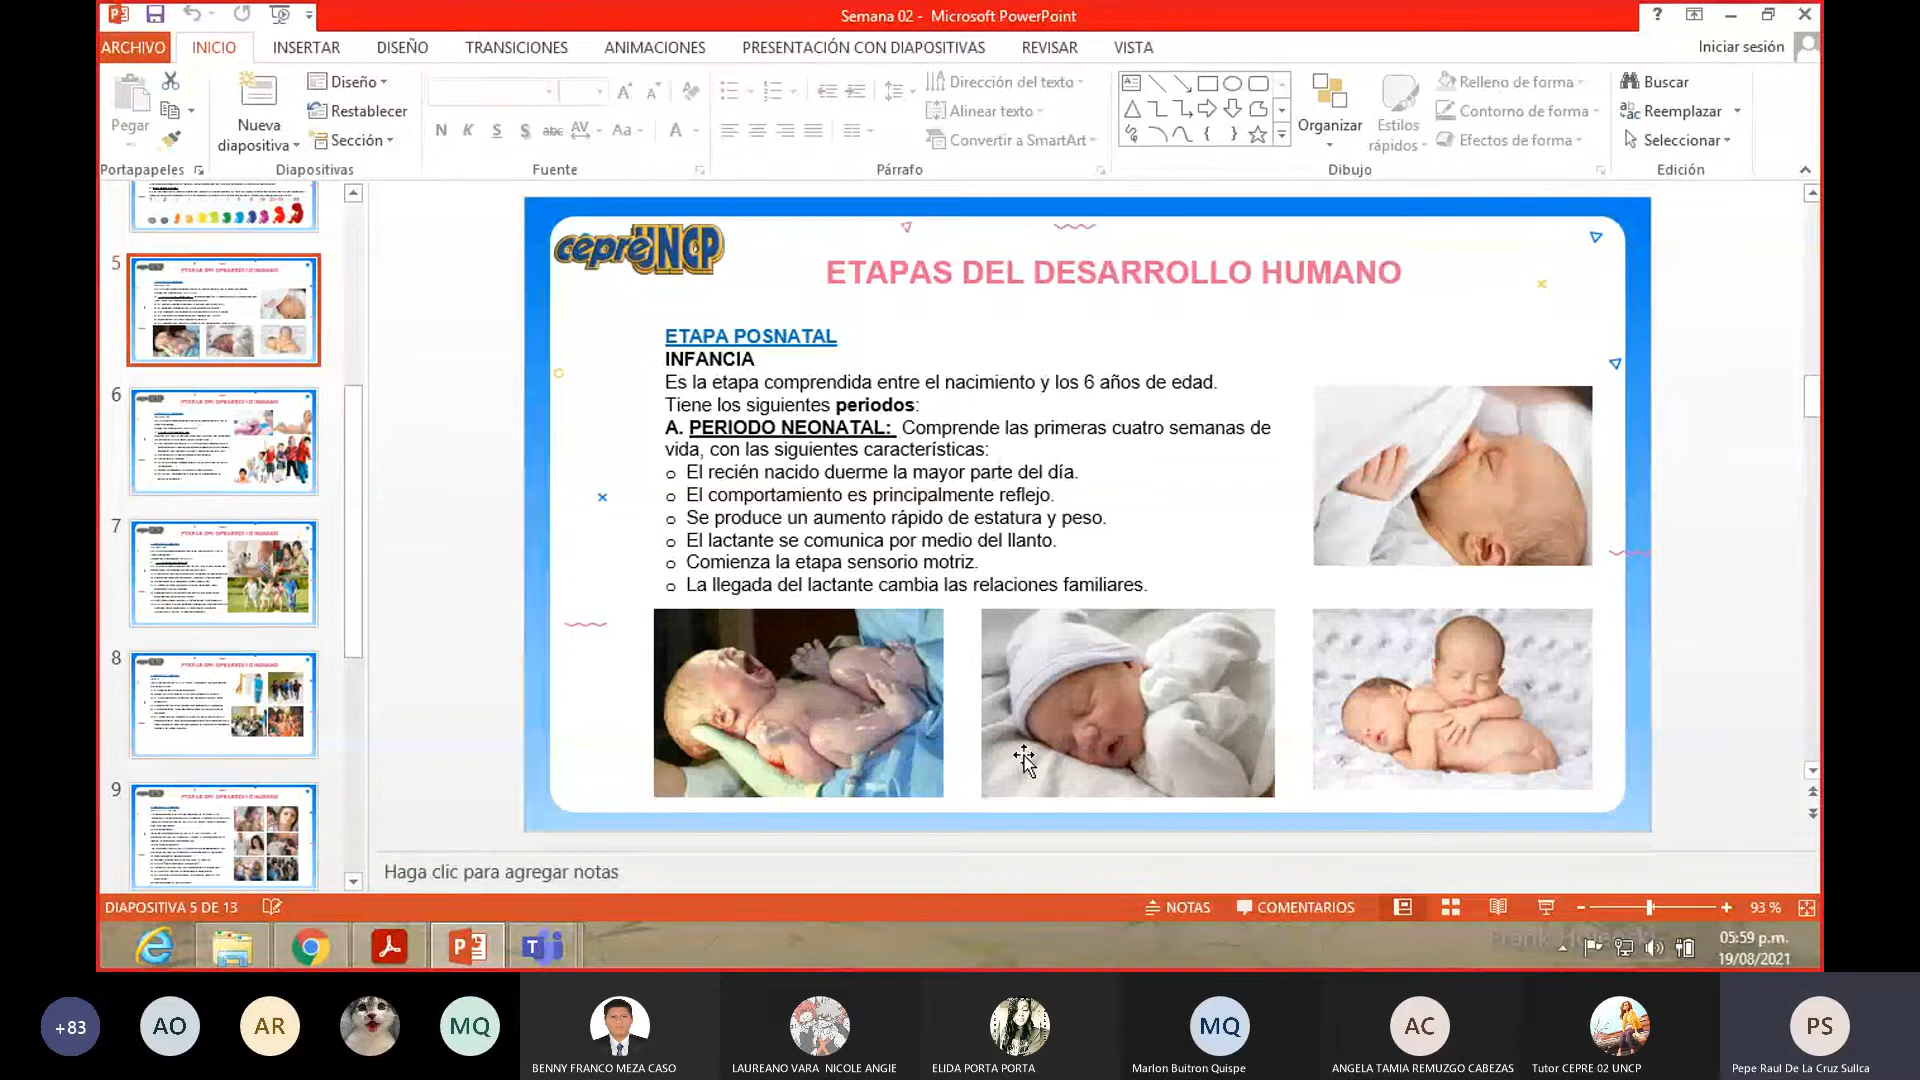 Semana 02 - Microsoft PowerPoint
?
ARCHIVO INICIO INSERTAR DISEÑO TRANSICIONES ANIMACIONES PRESENTACIÓN CON DIAPOSITIVAS REVISAR VISTA
Iniciar sesión
Pegar
Nueva diapositiva
Diseño
Restablecer
Sección
N K S S abc AV Aa A
Dirección del texto
Alinear texto
Convertir a SmartArt
Organizar
Estilos rápidos
Relleno de forma
Contorno de forma
Efectos de forma
Buscar
Reemplazar
Seleccionar
Portapapeles Diapositivas Fuente Párrafo Dibujo Edición
5
6
7
8
9
cepreUNCP
ETAPAS DEL DESARROLLO HUMANO
ETAPA POSNATAL
INFANCIA
Es la etapa comprendida entre el nacimiento y los 6 años de edad.
Tiene los siguientes periodos:
A. PERIODO NEONATAL: Comprende las primeras cuatro semanas de
vida, con las siguientes características:
o El recién nacido duerme la mayor parte del día.
o El comportamiento es principalmente reflejo.
o Se produce un aumento rápido de estatura y peso.
o El lactante se comunica por medio del llanto.
o Comienza la etapa sensorio motriz.
o La llegada del lactante cambia las relaciones familiares.
Haga clic para agregar notas
DIAPOSITIVA 5 DE 13
NOTAS COMENTARIOS 93 %
05:59 p.m.
19/08/2021
+83 AO AR MQ MQ AC PS
BENNY FRANCO MEZA CASO LAUREANO VARA NICOLE ANGIE ELIDA PORTA PORTA Marlon Buitron Quispe ANGELA TAMIA REMUZGO CABEZAS Tutor CEPRE 02 UNCP Pepe Raul De La Cruz Sullca